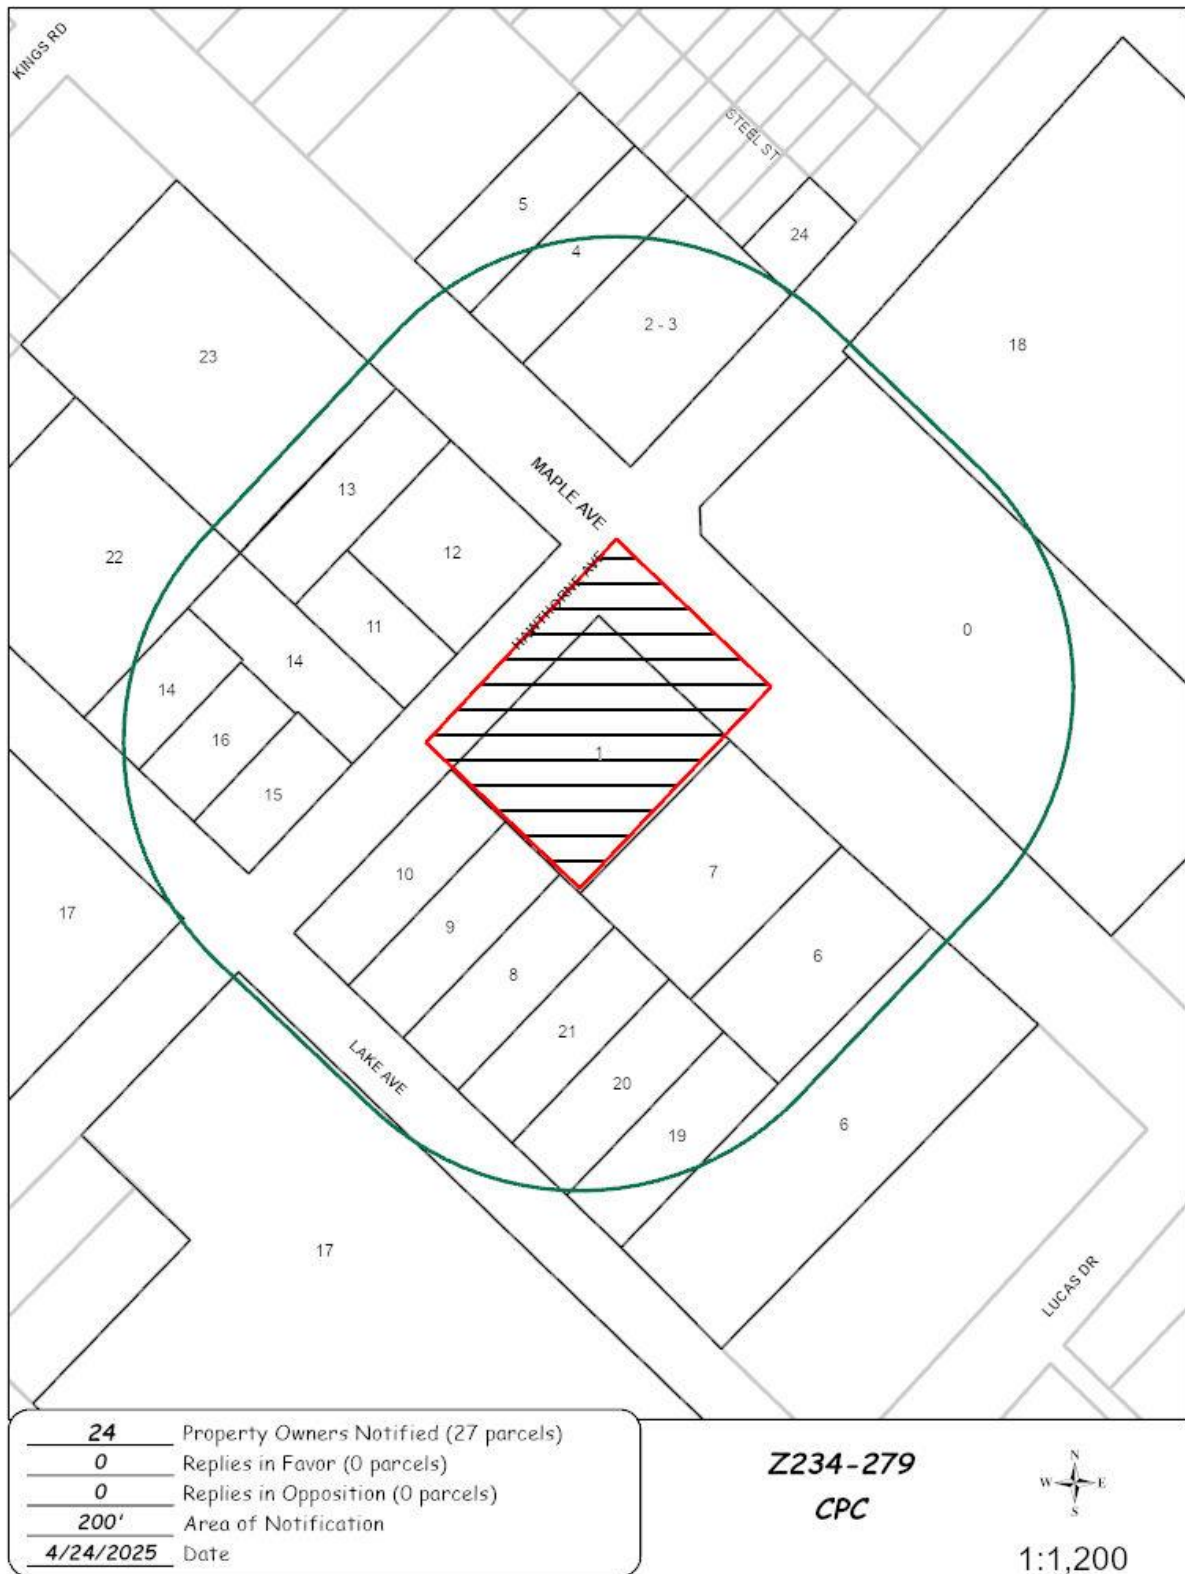 KINGS RD
STEEL ST
5
24
4
2 - 3
18
23
MAPLE AVE
13
12
22
HAWTHORNE AVE
11
0
14
14
16
1
15
10
7
17
9
6
8
21
LAKE AVE
20
6
19
17
LUCAS DR
24 Property Owners Notified (27 parcels)
0 Replies in Favor (0 parcels)
0 Replies in Opposition (0 parcels)
200' Area of Notification
4/24/2025 Date
Z234-279
CPC
N
W E
S
1:1,200